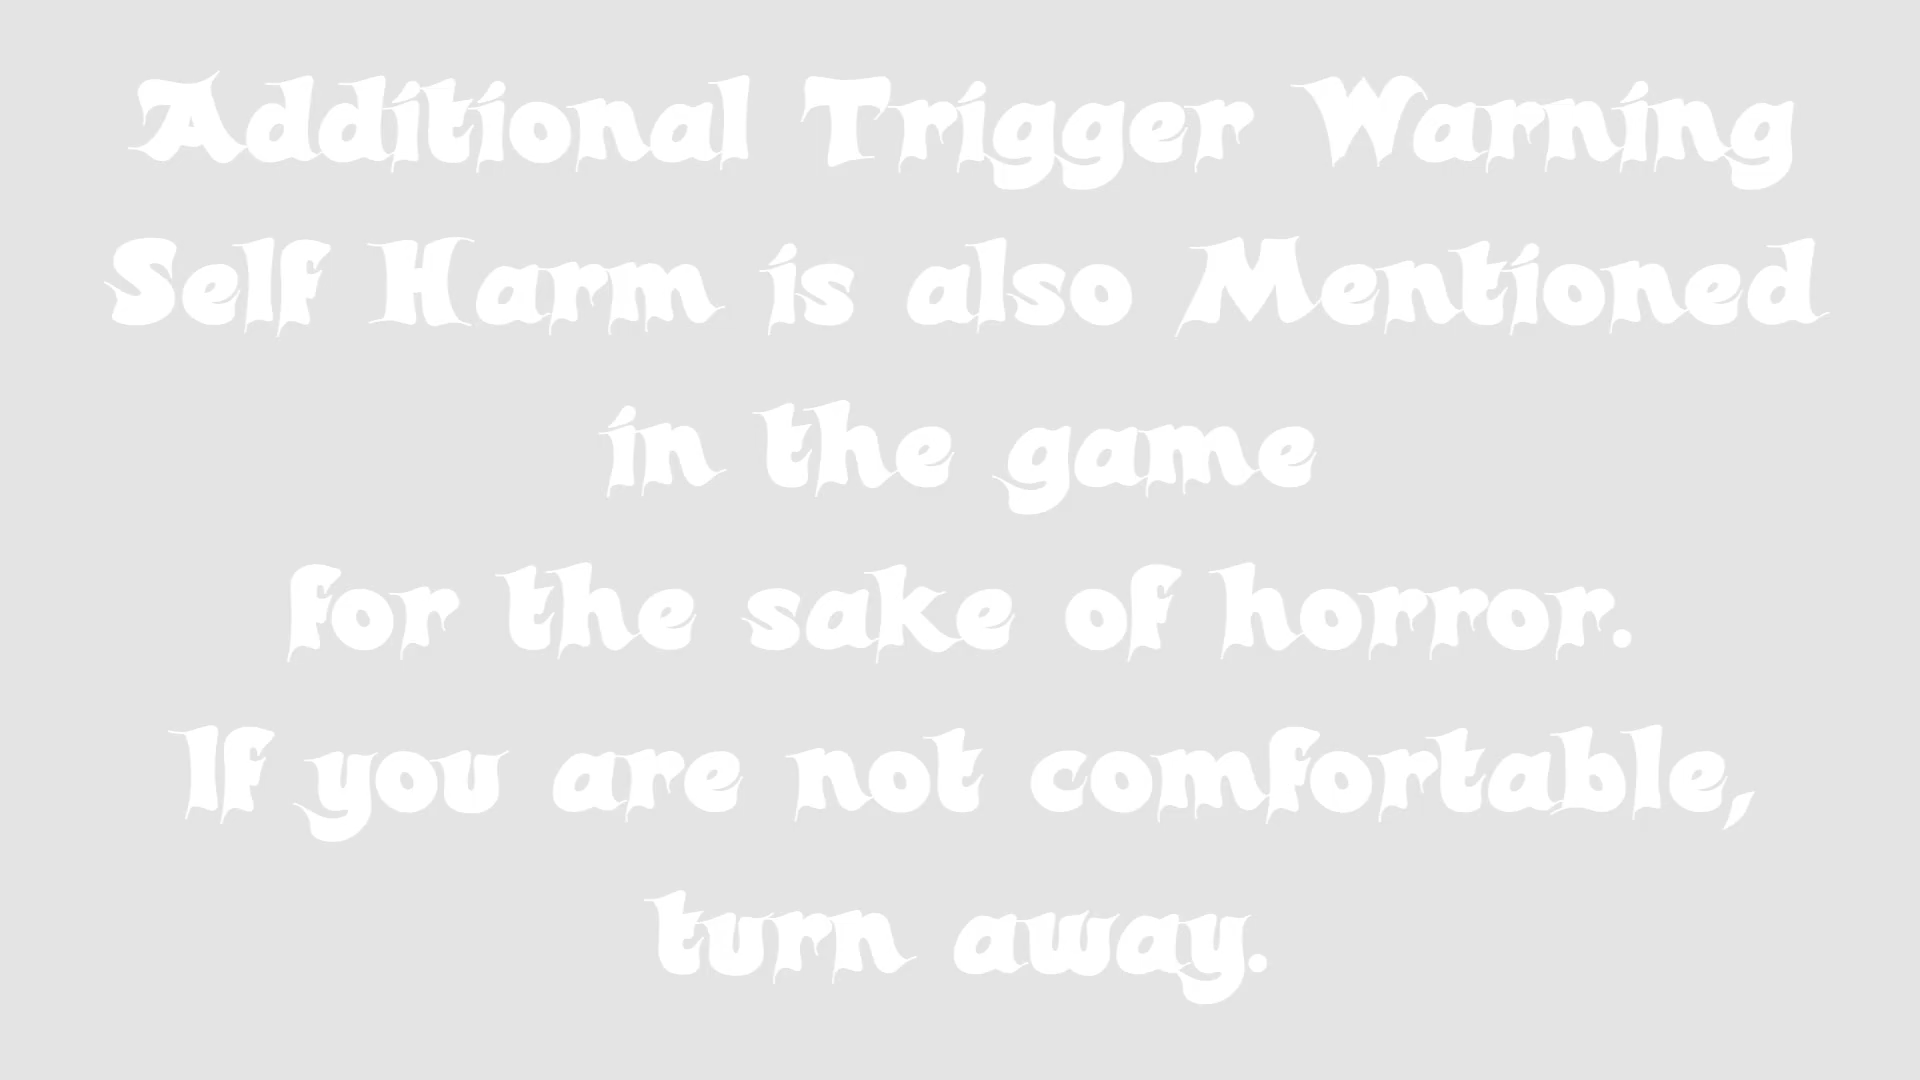 Additional Trigger Warning
Self Harm is also Mentioned
in the game
for the sake of horror.
If you are not comfortable,
turn away.